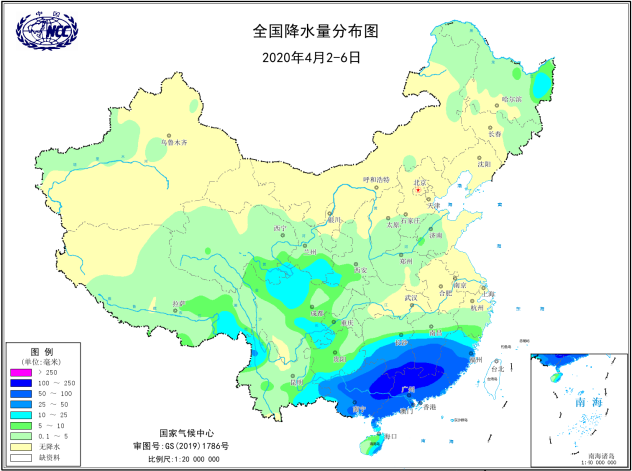 中国
NCC
全国降水量分布图
2020年4月2-6日
哈尔滨
长春
乌鲁木齐
沈阳
呼和浩特
北京
天津
银川
太原
石家庄
济南
西宁
兰州
郑州
西安
南京
合肥
上海
拉萨
武汉
杭州
成都
重庆
南昌
长沙
贵阳
福州
台北
昆明
广州
南宁
香港
澳门
海口
图 例
(单位:毫米)
> 250
100 ~ 250
50 ~ 100
25 ~ 50
10 ~ 25
5 ~ 10
0.1 ~ 5
无降水
缺资料
国家气候中心
审图号:GS(2019)1786号
比例尺:1:20 000 000
南 海
南海诸岛
1:40 000 000